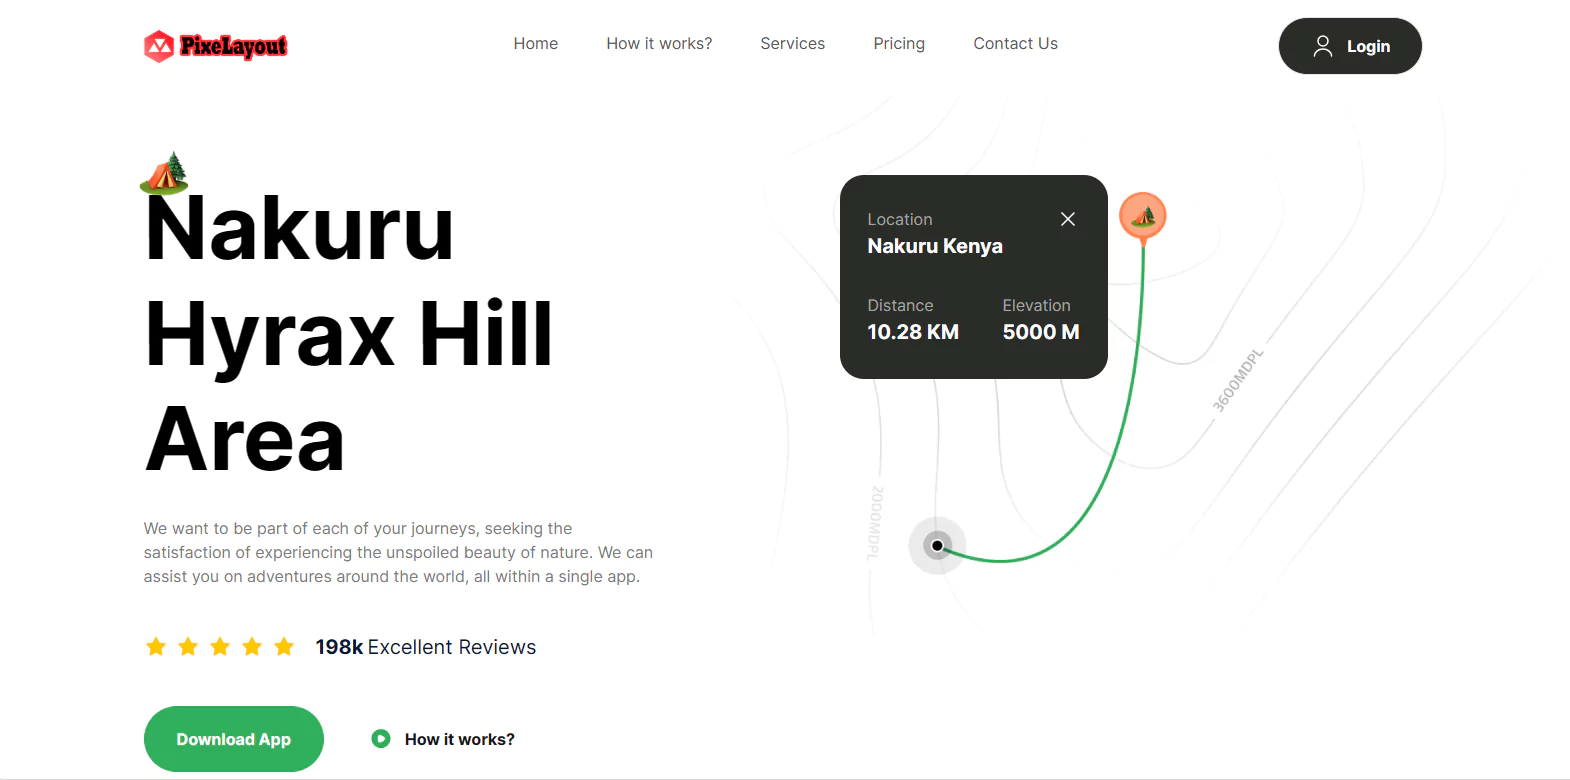 PixeLayout
Home
How it works?
Services
Pricing
Contact Us
Login
Nakuru
Hyrax Hill
Area
We want to be part of each of your journeys, seeking the
satisfaction of experiencing the unspoiled beauty of nature. We can
assist you on adventures around the world, all within a single app.
198k Excellent Reviews
Download App
How it works?
Location
Nakuru Kenya
Distance
10.28 KM
Elevation
5000 M
3600MDPL
2000MDPL